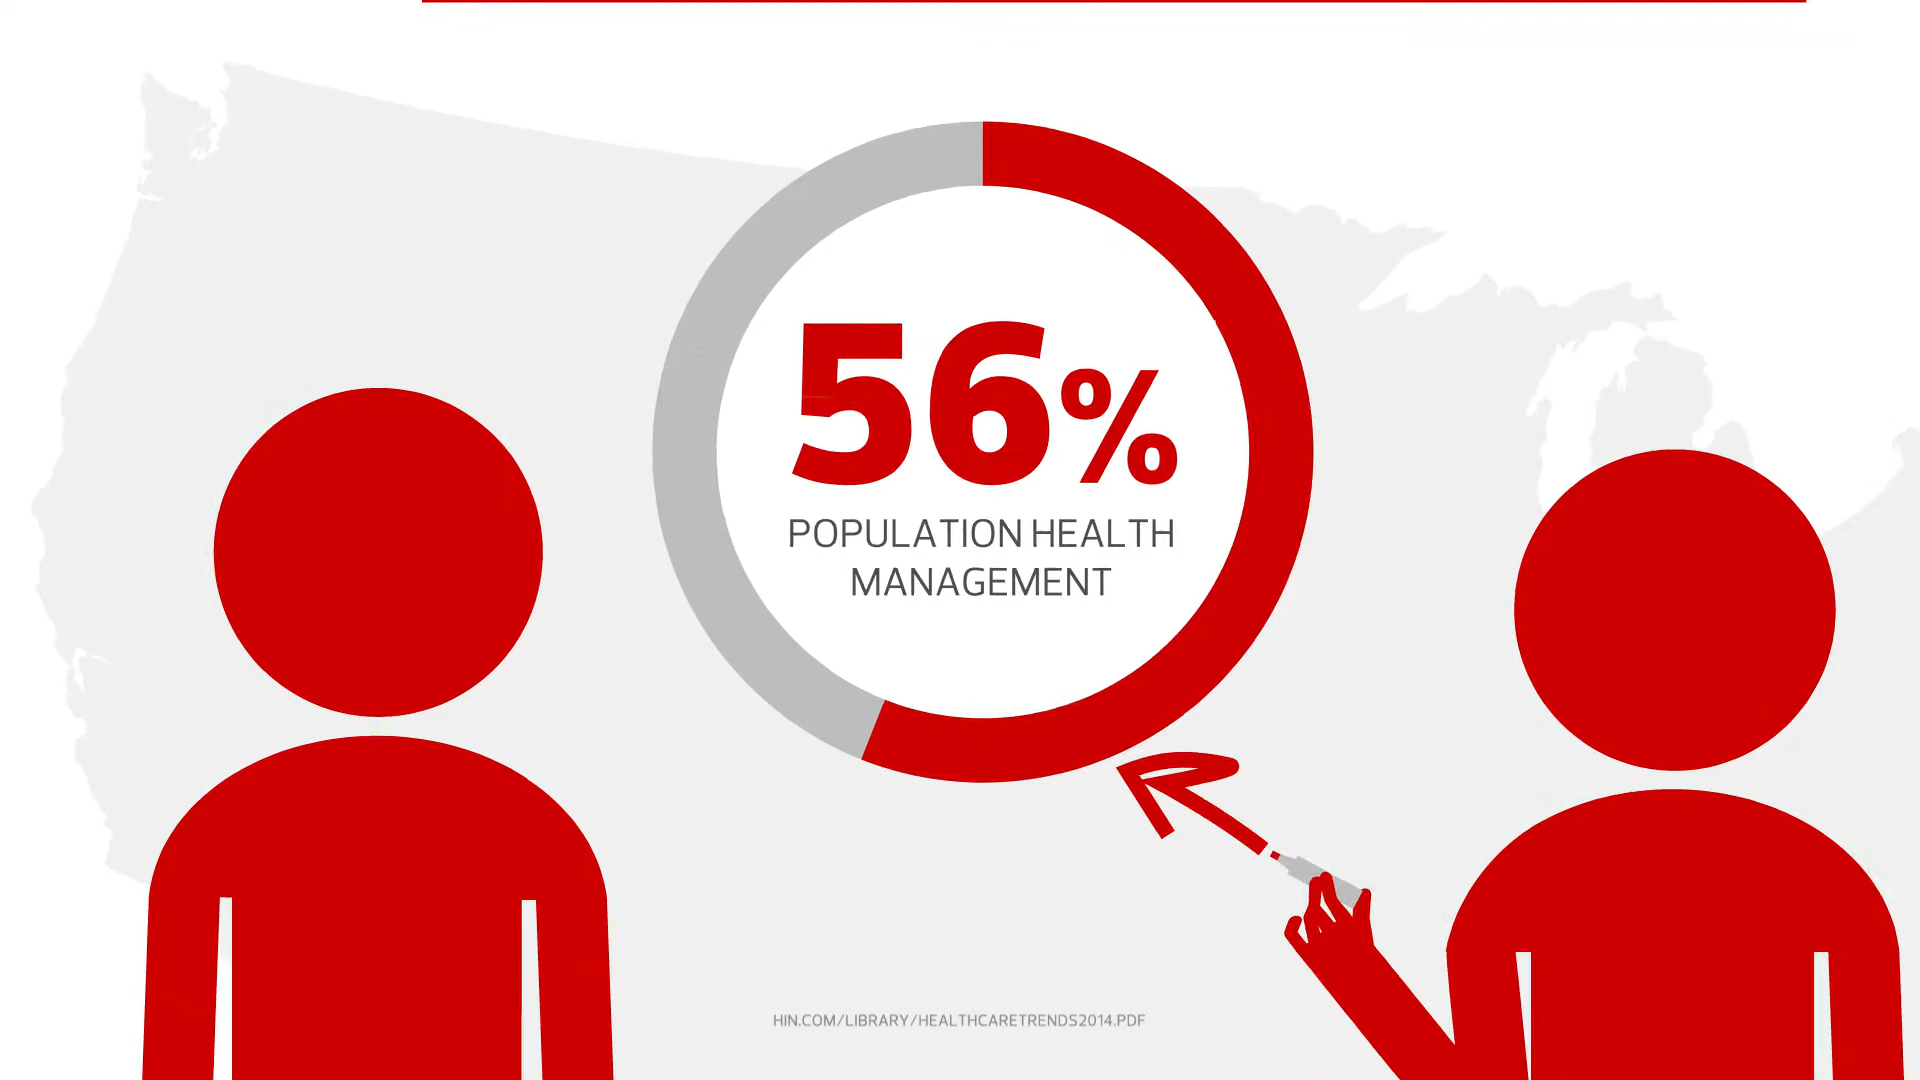 56%
POPULATION HEALTH
MANAGEMENT
HIN.COM/LIBRARY/HEALTHCARETRENDS2014.PDF